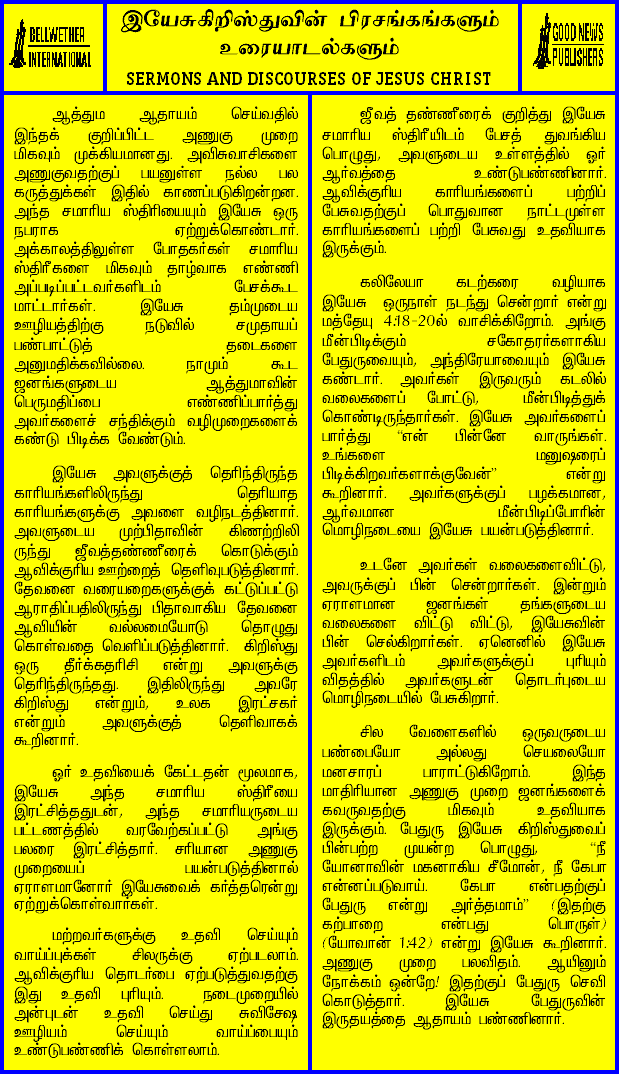 BELLWETHER
INTERNATIONAL
இயேசுகிறிஸ்துவின் பிரசங்கங்களும்
உரையாடல்களும்
SERMONS AND DISCOURSES OF JESUS CHRIST
GOOD NEWS
PUBLISHERS
ஆத்தும ஆதாயம் செய்வதில்
இந்தக் குறிப்பிட்ட அணுகு முறை
மிகவும் முக்கியமானது. அவிசுவாசிகளை
அணுகுவதற்குப் பயனுள்ள நல்ல பல
கருத்துக்கள் இதில் காணப்படுகிறன்றன.
அந்த சமாரிய ஸ்திரியையும் இயேசு ஒரு
நபராக ஏற்றுக்கொண்டார்.
அக்காலத்திலுள்ள போதகர்கள் சமாரிய
ஸ்திரீகளை மிகவும் தாழ்வாக எண்ணி
அப்படிப்பட்டவர்களிடம் பேசக்கூட
மாட்டார்கள். இயேசு தம்முடைய
ஊழியத்திற்கு நடுவில் சமுதாயப்
பண்பாட்டுத் தடைகளை
அனுமதிக்கவில்லை. நாமும் கூட
ஜனங்களுடைய ஆத்துமாவின்
பெருமதிப்பை எண்ணிப்பார்த்து
அவர்களைச் சந்திக்கும் வழிமுறைகளைக்
கண்டு பிடிக்க வேண்டும்.
இயேசு அவளுக்குத் தெரிந்திருந்த
காரியங்களிலிருந்து தெரியாத
காரியங்களுக்கு அவளை வழிநடத்தினார்.
அவளுடைய முற்பிதாவின் கிணற்றிலி
ருந்து ஜீவத்தண்ணீரைக் கொடுக்கும்
ஆவிக்குரிய ஊற்றைத் தெளிவுபடுத்தினார்.
தேவனை வரையறைகளுக்குக் கட்டுப்பட்டு
ஆராதிப்பதிலிருந்து பிதாவாகிய தேவனை
ஆவியின் வல்லமையோடு தொழுது
கொள்வதை வெளிப்படுத்தினார். கிறிஸ்து
ஒரு தீர்க்கதரிசி என்று அவளுக்கு
தெரிந்திருந்தது. இதிலிருந்து அவரே
கிறிஸ்து என்றும், உலக இரட்சகர்
என்றும் அவளுக்குத் தெளிவாகக்
கூறினார்.
ஓர் உதவியைக் கேட்டதன் மூலமாக,
இயேசு அந்த சமாரிய ஸ்திரீயை
இரட்சித்ததுடன், அந்த சமாரியருடைய
பட்டணத்தில் வரவேற்கப்பட்டு அங்கு
பலரை இரட்சித்தார். சரியான அணுகு
முறையைப் பயன்படுத்தினால்
ஏராளமானோர் இயேசுவைக் கர்த்தரென்று
ஏற்றுக்கொள்வார்கள்.
மற்றவர்களுக்கு உதவி செய்யும்
வாய்ப்புக்கள் சிலருக்கு ஏற்படலாம்.
ஆவிக்குரிய தொடர்பை ஏற்படுத்துவதற்கு
இது உதவி புரியும். நடைமுறையில்
அன்புடன் உதவி செய்து சுவிசேஷ
ஊழியம் செய்யும் வாய்ப்பையும்
உண்டுபண்ணிக் கொள்ளலாம்.
ஜீவத் தண்ணீரைக் குறித்து இயேசு
சமாரிய ஸ்திரீயிடம் பேசத் துவங்கிய
பொழுது, அவளுடைய உள்ளத்தில் ஓர்
ஆர்வத்தை உண்டுபண்ணினார்.
ஆவிக்குரிய காரியங்களைப் பற்றிப்
பேசுவதற்குப் பொதுவான நாட்டமுள்ள
காரியங்களைப் பற்றி பேசுவது உதவியாக
இருக்கும்.
கலிலேயா கடற்கரை வழியாக
இயேசு ஒருநாள் நடந்து சென்றார் என்று
மத்தேயு 4:18-20ல் வாசிக்கிறோம். அங்கு
மீன்பிடிக்கும் சகோதரர்களாகிய
பேதுருவையும், அந்திரேயாவையும் இயேசு
கண்டார். அவர்கள் இருவரும் கடலில்
வலைகளைப் போட்டு, மீன்பிடித்துக்
கொண்டிருந்தார்கள். இயேசு அவர்களைப்
பார்த்து “என் பின்னே வாருங்கள்.
உங்களை மனுஷரைப்
பிடிக்கிறவர்களாக்குவேன்” என்று
கூறினார். அவர்களுக்குப் பழக்கமான,
ஆர்வமான மீன்பிடிப்போரின்
மொழிநடையை இயேசு பயன்படுத்தினார்.
உடனே அவர்கள் வலைகளைவிட்டு,
அவருக்குப் பின் சென்றார்கள். இன்றும்
ஏராளமான ஜனங்கள் தங்களுடைய
வலைகளை விட்டு விட்டு, இயேசுவின்
பின் செல்கிறார்கள். ஏனெனில் இயேசு
அவர்களிடம் அவர்களுக்குப் புரியும்
விதத்தில் அவர்களுடன் தொடர்புடைய
மொழிநடையில் பேசுகிறார்.
சில வேளைகளில் ஒருவருடைய
பண்பையோ அல்லது செயலையோ
மனசாரப் பாராட்டுகிறோம். இந்த
மாதிரியான அணுகு முறை ஜனங்களைக்
கவருவதற்கு மிகவும் உதவியாக
இருக்கும். பேதுரு இயேசு கிறிஸ்துவைப்
பின்பற்ற முயன்ற பொழுது, “நீ
யோனாவின் மகனாகிய சீமோன், நீ கேபா
என்னப்படுவாய். கேபா என்பதற்குப்
பேதுரு என்று அர்த்தமாம்” (இதற்கு
கற்பாறை என்பது பொருள்)
(யோவான் 1:42) என்று இயேசு கூறினார்.
அணுகு முறை பலவிதம். ஆயினும்
நோக்கம் ஒன்றே! இதற்குப் பேதுரு செவி
கொடுத்தார். இயேசு பேதுருவின்
இருதயத்தை ஆதாயம் பண்ணினார்.